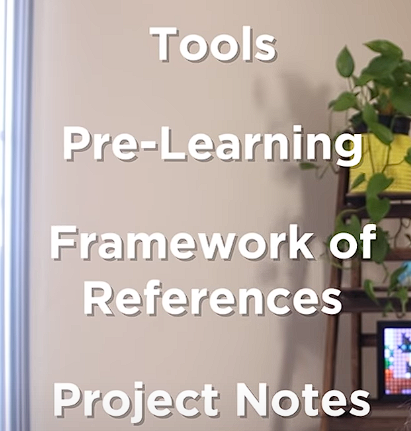 Tools
Pre-Learning
Framework of
References
Project Notes